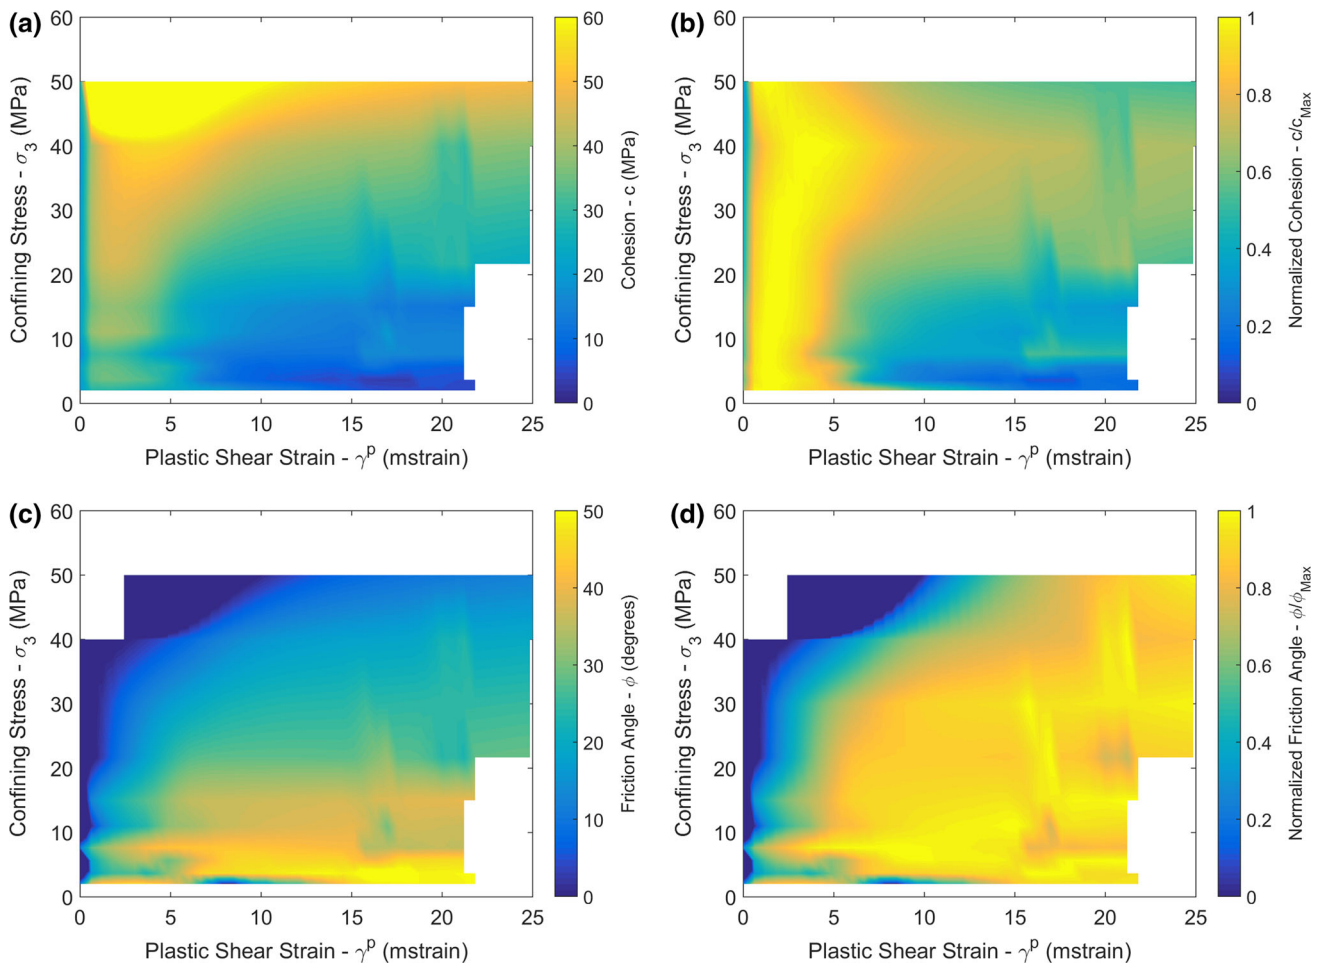 (a)
60
50
40
30
20
10
0
0 5 10 15 20 25
Confining Stress - σ3 (MPa)
Plastic Shear Strain - γp (mstrain)
60
50
40
30
20
10
0
Cohesion - c (MPa)
(b)
60
50
40
30
20
10
0
0 5 10 15 20 25
Confining Stress - σ3 (MPa)
Plastic Shear Strain - γp (mstrain)
1
0.8
0.6
0.4
0.2
0
Normalized Cohesion - c/cMax
(c)
60
50
40
30
20
10
0
0 5 10 15 20 25
Confining Stress - σ3 (MPa)
Plastic Shear Strain - γp (mstrain)
50
40
30
20
10
0
Friction Angle - ϕ (degrees)
(d)
60
50
40
30
20
10
0
0 5 10 15 20 25
Confining Stress - σ3 (MPa)
Plastic Shear Strain - γp (mstrain)
1
0.8
0.6
0.4
0.2
0
Normalized Friction Angle - ϕ/ϕMax